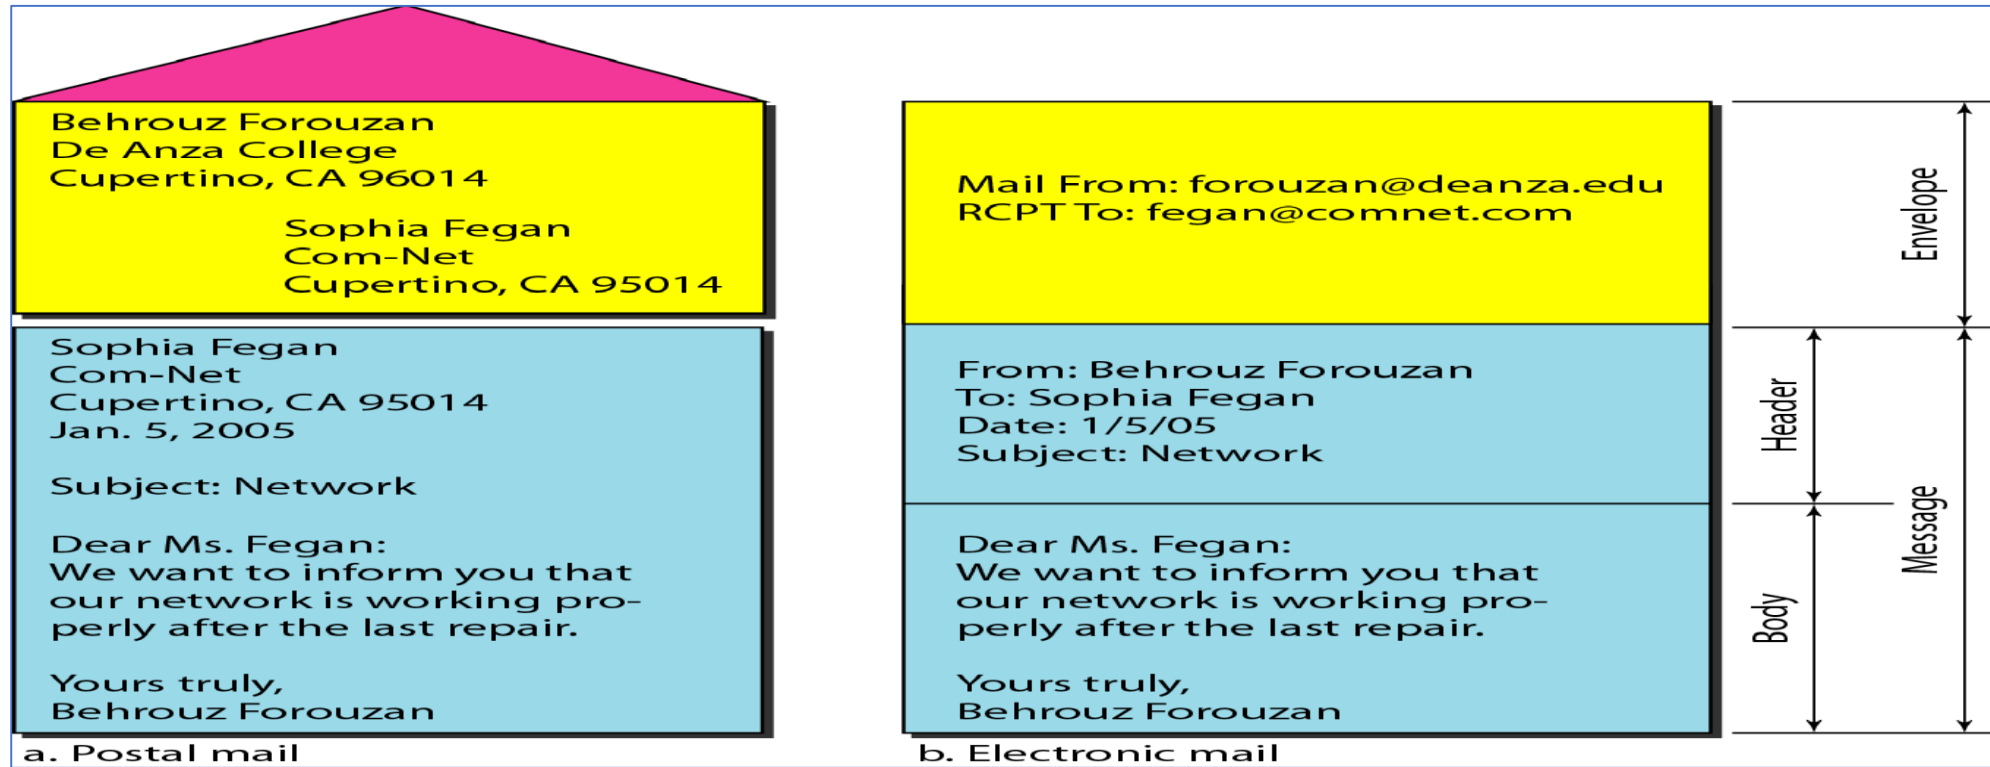 Behrouz Forouzan
De Anza College
Cupertino, CA 96014
Sophia Fegan
Com-Net
Cupertino, CA 95014
Sophia Fegan
Com-Net
Cupertino, CA 95014
Jan. 5, 2005
Subject: Network
Dear Ms. Fegan:
We want to inform you that
our network is working pro-
perly after the last repair.
Yours truly,
Behrouz Forouzan
a. Postal mail
Mail From: forouzan@deanza.edu
RCPT To: fegan@comnet.com
From: Behrouz Forouzan
To: Sophia Fegan
Date: 1/5/05
Subject: Network
Dear Ms. Fegan:
We want to inform you that
our network is working pro-
perly after the last repair.
Yours truly,
Behrouz Forouzan
b. Electronic mail
Envelope
Header
Message
Body